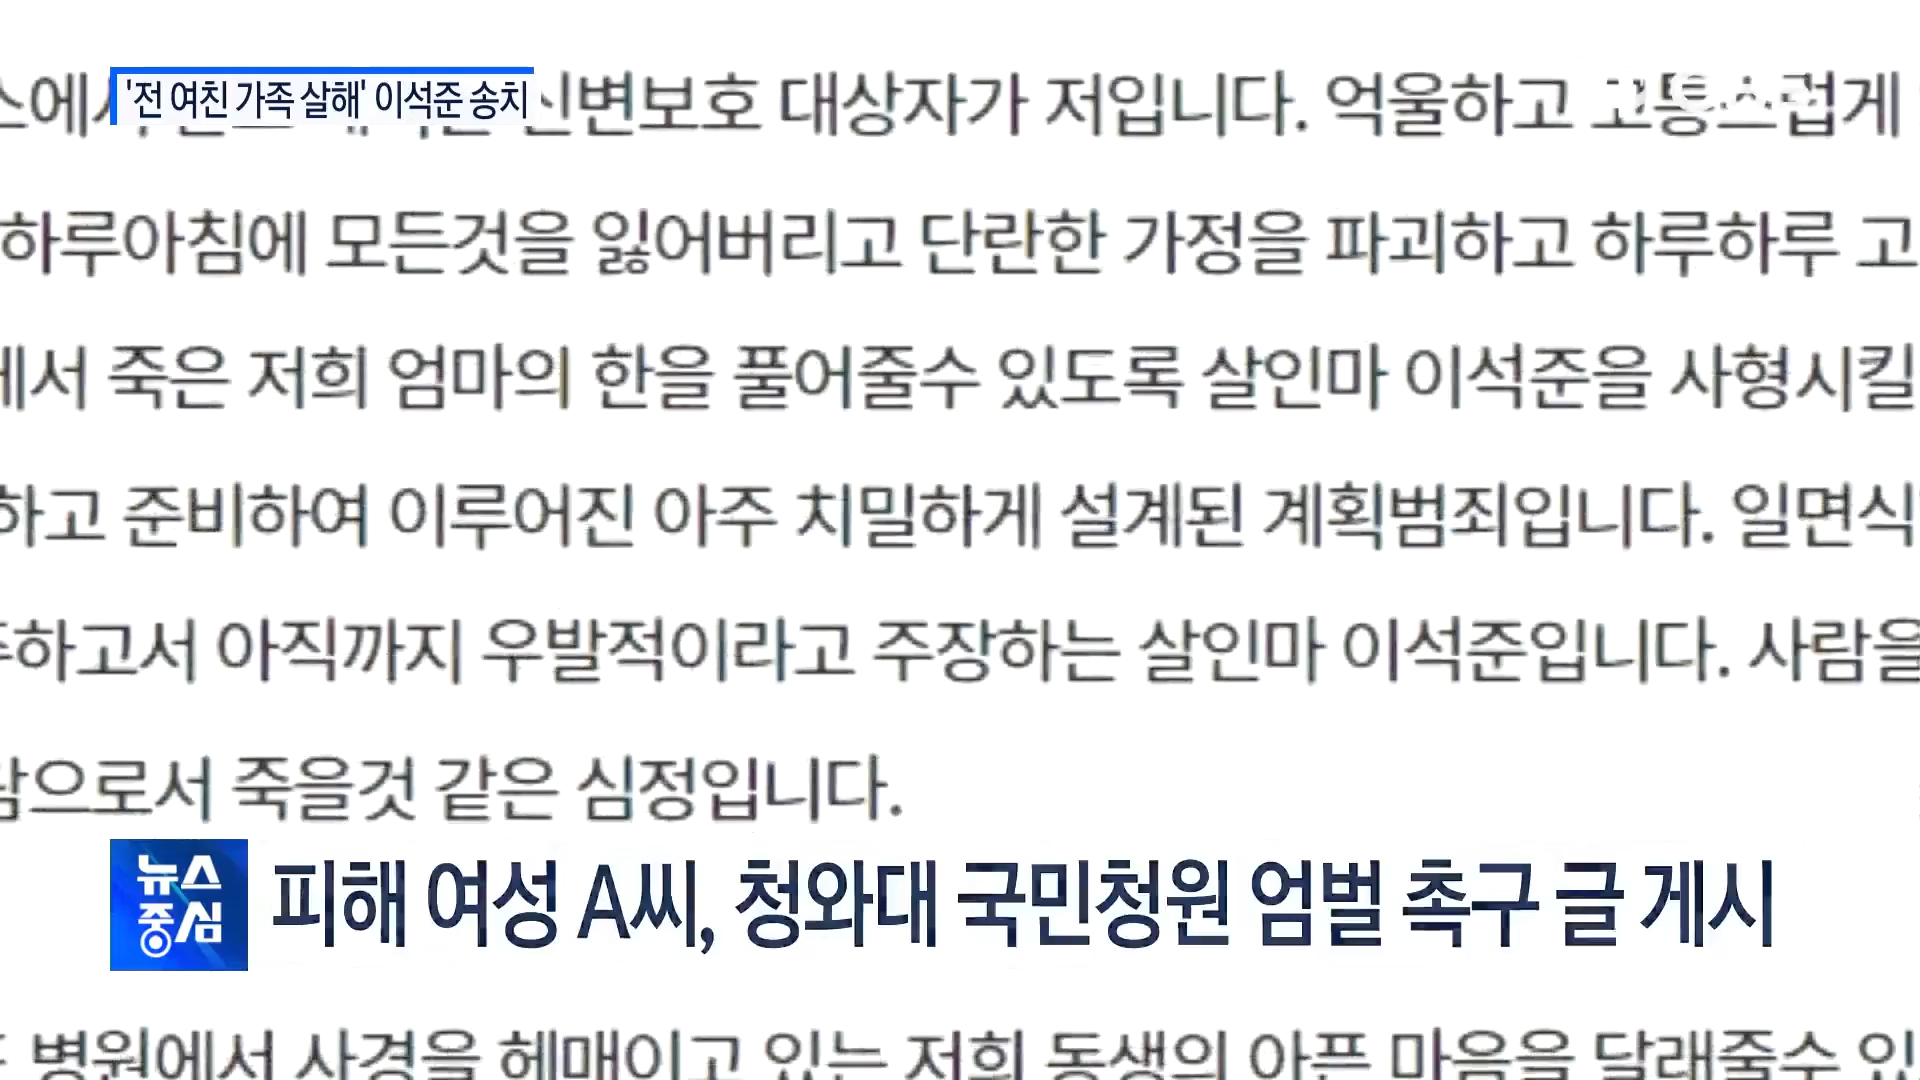 '전 여친 가족 살해' 이석준 송치
신변보호 대상자가 저입니다. 억울하고 고통스럽게
하루아침에 모든것을 잃어버리고 단란한 가정을 파괴하고 하루하루 고
에서 죽은 저희 엄마의 한을 풀어줄수 있도록 살인마 이석준을 사형시킬
하고 준비하여 이루어진 아주 치밀하게 설계된 계획범죄입니다. 일면식
하고서 아직까지 우발적이라고 주장하는 살인마 이석준입니다. 사람을
람으로서 죽을것 같은 심정입니다.
뉴스
중심
피해 여성 A씨, 청와대 국민청원 엄벌 촉구 글 게시
병원에서 사경을 헤매이고 있는 저희 동생의 아픈 마음을 달래줄수 있